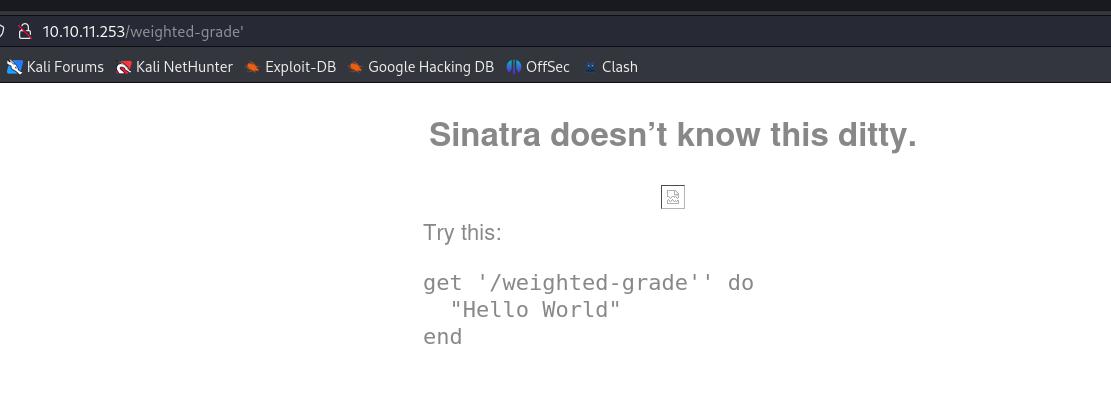 10.10.11.253/weighted-grade'
Kali Forums Kali NetHunter Exploit-DB Google Hacking DB OffSec Clash
Sinatra doesn’t know this ditty.
Try this:
get '/weighted-grade'' do
  "Hello World"
end